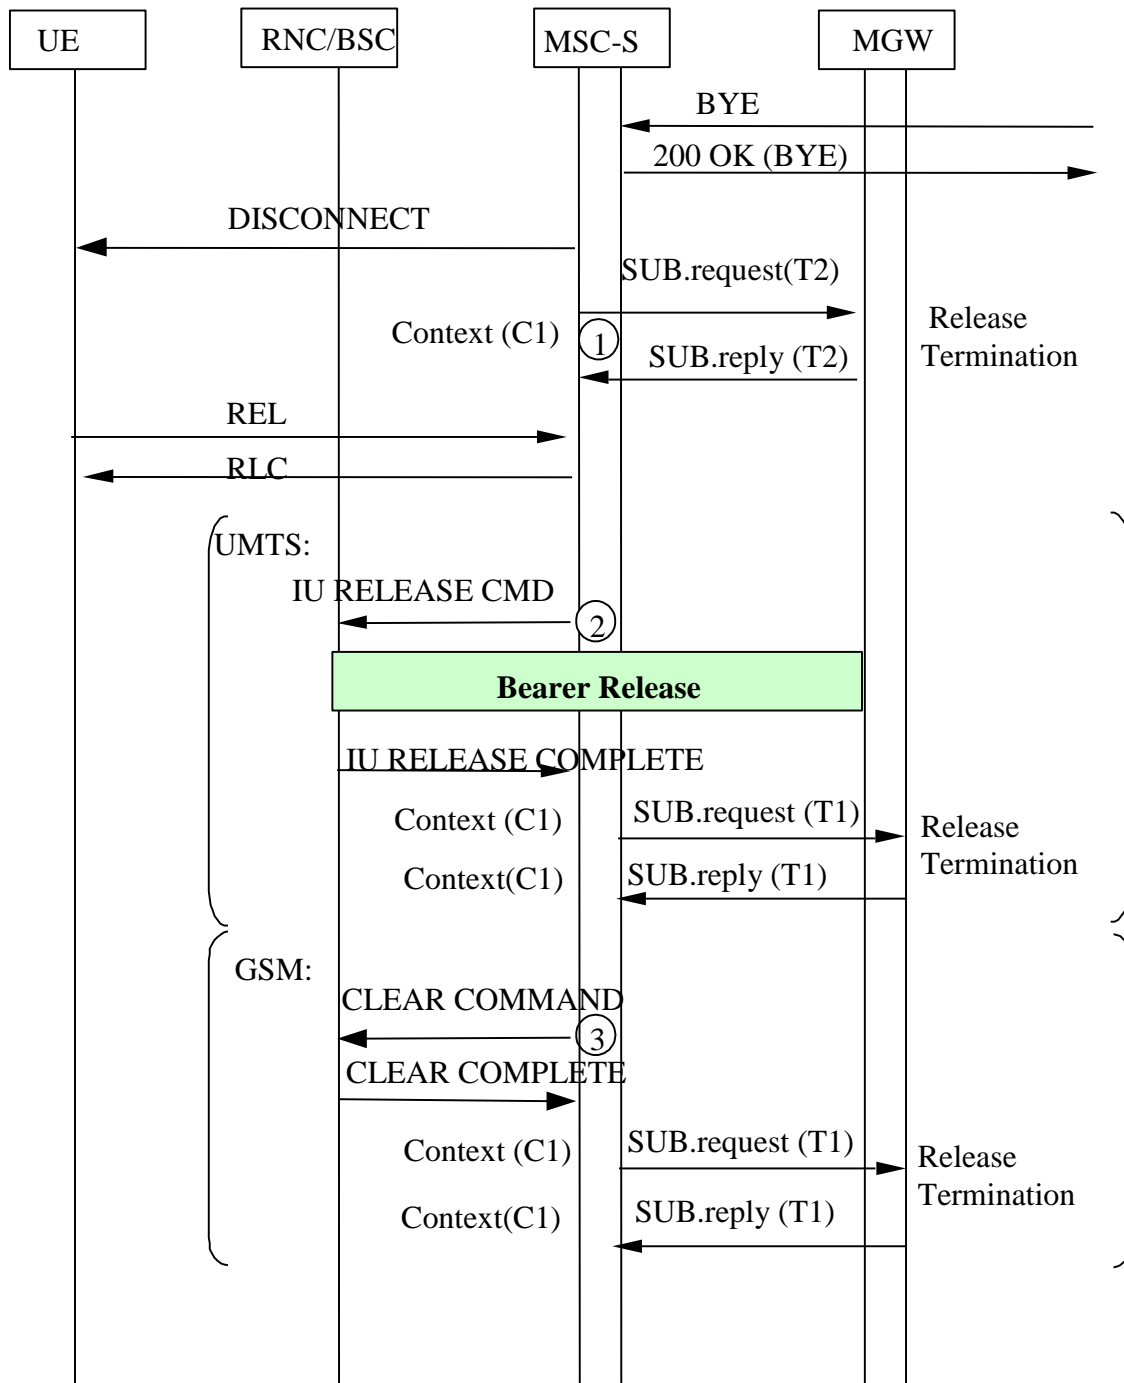 UE
RNC/BSC
MSC-S
MGW
BYE
200 OK (BYE)
DISCONNECT
SUB.request(T2)
Context (C1)
1
Release
Termination
SUB.reply (T2)
REL
RLC
UMTS:
IU RELEASE CMD
2
Bearer Release
IU RELEASE COMPLETE
Context (C1)
SUB.request (T1)
Release
Termination
Context(C1)
SUB.reply (T1)
GSM:
CLEAR COMMAND
3
CLEAR COMPLETE
Context (C1)
SUB.request (T1)
Release
Termination
Context(C1)
SUB.reply (T1)